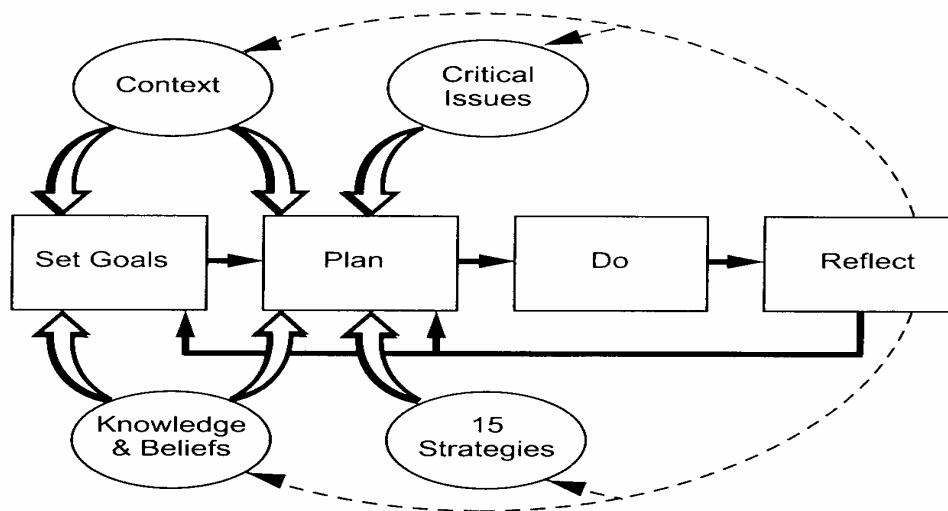 Context
Critical
Issues
Set Goals
Plan
Do
Reflect
Knowledge
& Beliefs
15
Strategies